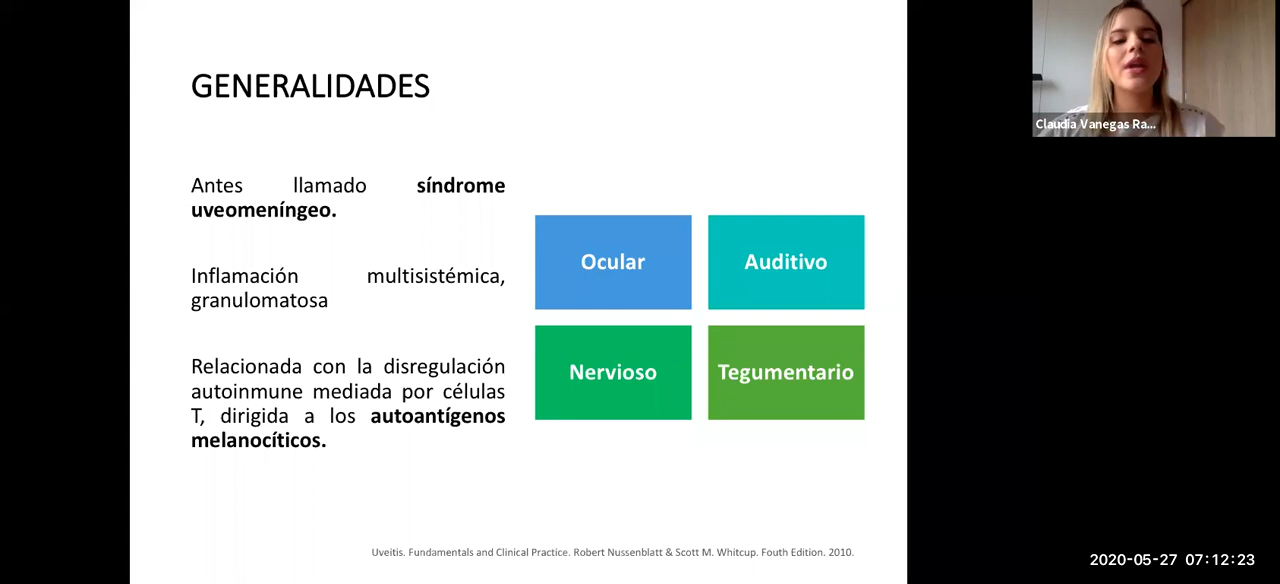 GENERALIDADES
Antes llamado síndrome
uveomeníngeo.
Inflamación multisistémica,
granulomatosa
Relacionada con la disregulación
autoinmune mediada por células
T, dirigida a los autoantígenos
melanocíticos.
Ocular
Auditivo
Nervioso
Tegumentario
Uveitis. Fundamentals and Clinical Practice. Robert Nussenblatt & Scott M. Whitcup. Fouth Edition. 2010.
Claudia Vanegas Ra...
2020-05-27 07:12:23